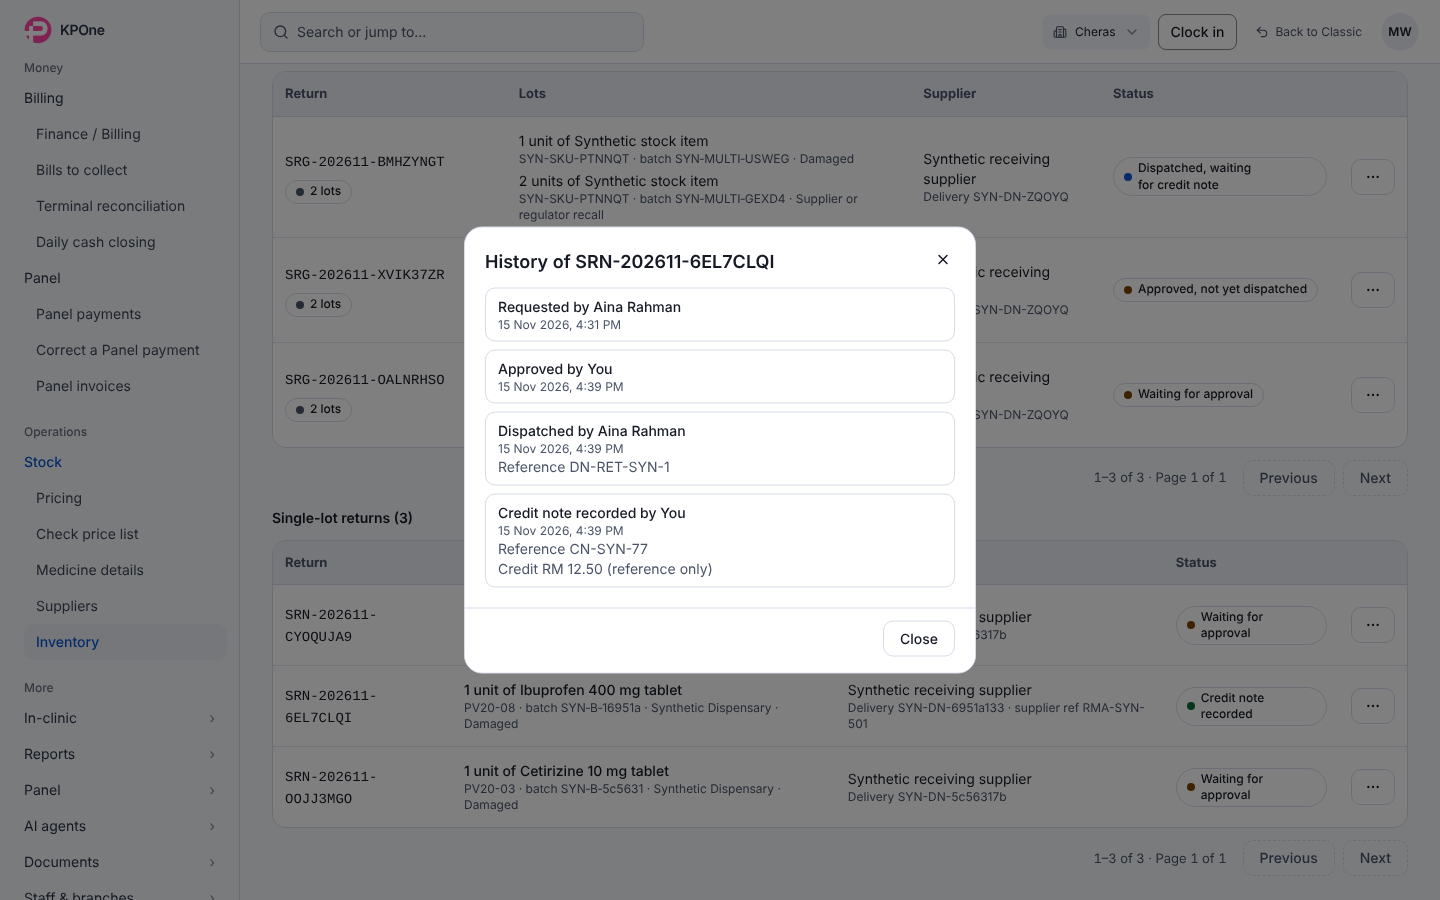 KPOne
Search or jump to...
Cheras
Clock in
Back to Classic
MW
Money
Billing
Finance / Billing
Bills to collect
Terminal reconciliation
Daily cash closing
Panel
Panel payments
Correct a Panel payment
Panel invoices
Operations
Stock
Pricing
Check price list
Medicine details
Suppliers
Inventory
More
In-clinic
Reports
Panel
AI agents
Documents
Staff & branches
Return
Lots
Supplier
Status
SRG-202611-BMHZYNGT
2 lots
1 unit of Synthetic stock item
SYN-SKU-PTNNQT · batch SYN-MULTI-USWEG · Damaged
2 units of Synthetic stock item
SYN-SKU-PTNNQT · batch SYN-MULTI-GEXD4 · Supplier or
regulator recall
Synthetic receiving
supplier
Delivery SYN-DN-ZQOYQ
Dispatched, waiting
for credit note
SRG-202611-XVIK37ZR
2 lots
c receiving
SYN-DN-ZQOYQ
Approved, not yet dispatched
SRG-202611-OALNRHSO
2 lots
c receiving
SYN-DN-ZQOYQ
Waiting for approval
1–3 of 3 · Page 1 of 1
Previous
Next
History of SRN-202611-6EL7CLQI
Requested by Aina Rahman
15 Nov 2026, 4:31 PM
Approved by You
15 Nov 2026, 4:39 PM
Dispatched by Aina Rahman
15 Nov 2026, 4:39 PM
Reference DN-RET-SYN-1
Credit note recorded by You
15 Nov 2026, 4:39 PM
Reference CN-SYN-77
Credit RM 12.50 (reference only)
Close
Single-lot returns (3)
Return
Status
SRN-202611-
CYOQUJA9
supplier
6317b
Waiting for
approval
SRN-202611-
6EL7CLQI
1 unit of Ibuprofen 400 mg tablet
PV20-08 · batch SYN-B-16951a · Synthetic Dispensary ·
Damaged
Synthetic receiving supplier
Delivery SYN-DN-6951a133 · supplier ref RMA-SYN-
501
Credit note
recorded
SRN-202611-
OOJJ3MGO
1 unit of Cetirizine 10 mg tablet
PV20-03 · batch SYN-B-5c5631 · Synthetic Dispensary ·
Damaged
Synthetic receiving supplier
Delivery SYN-DN-5c56317b
Waiting for
approval
1–3 of 3 · Page 1 of 1
Previous
Next